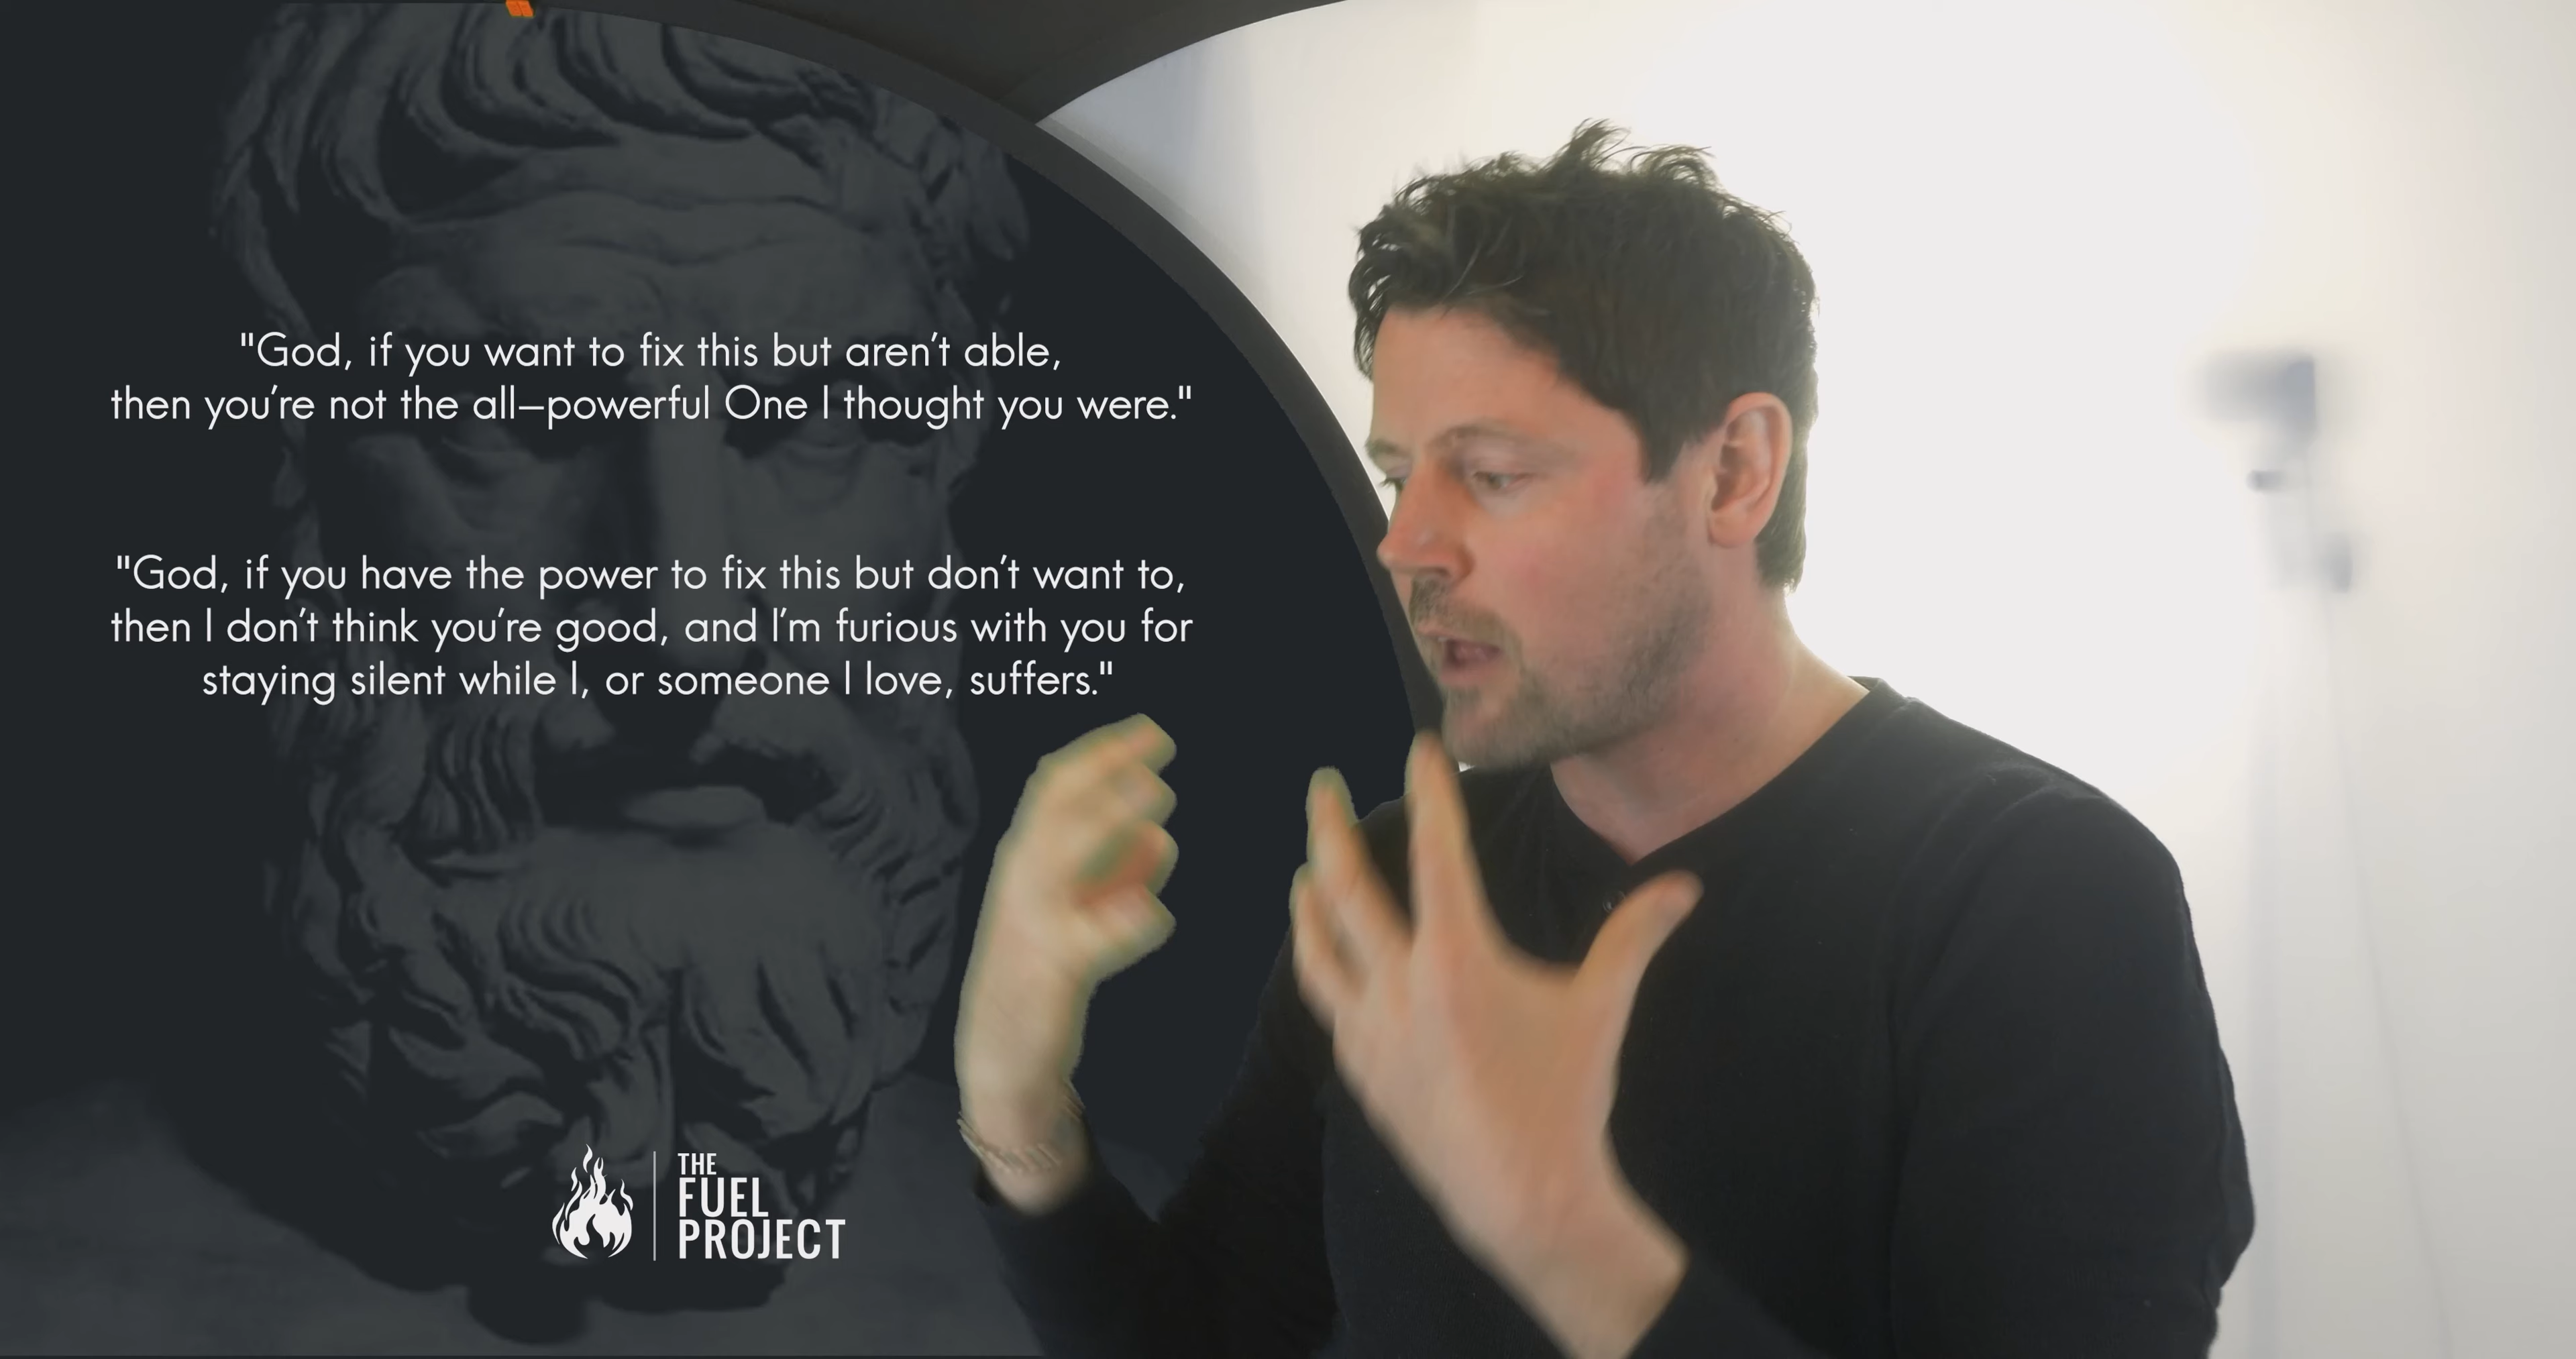 "God, if you want to fix this but aren't able,
then you're not the all–powerful One I thought you were."
"God, if you have the power to fix this but don't want to,
then I don't think you're good, and I'm furious with you for
staying silent while I, or someone I love, suffers."
THE
FUEL
PROJECT